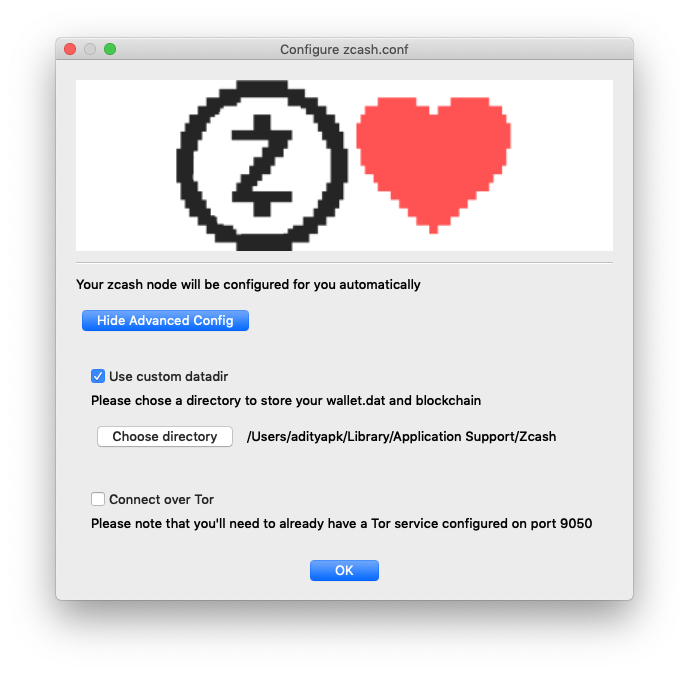 Configure zcash.conf
Your zcash node will be configured for you automatically
Hide Advanced Config
Use custom datadir
Please chose a directory to store your wallet.dat and blockchain
Choose directory /Users/adityapk/Library/Application Support/Zcash
Connect over Tor
Please note that you'll need to already have a Tor service configured on port 9050
OK